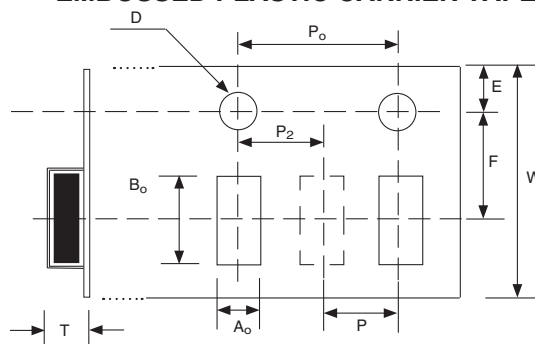 EMBOSSED PLASTIC CARRIER TAPE
D
Pₒ
E
P₂
F
W
Bₒ
T
Aₒ
P